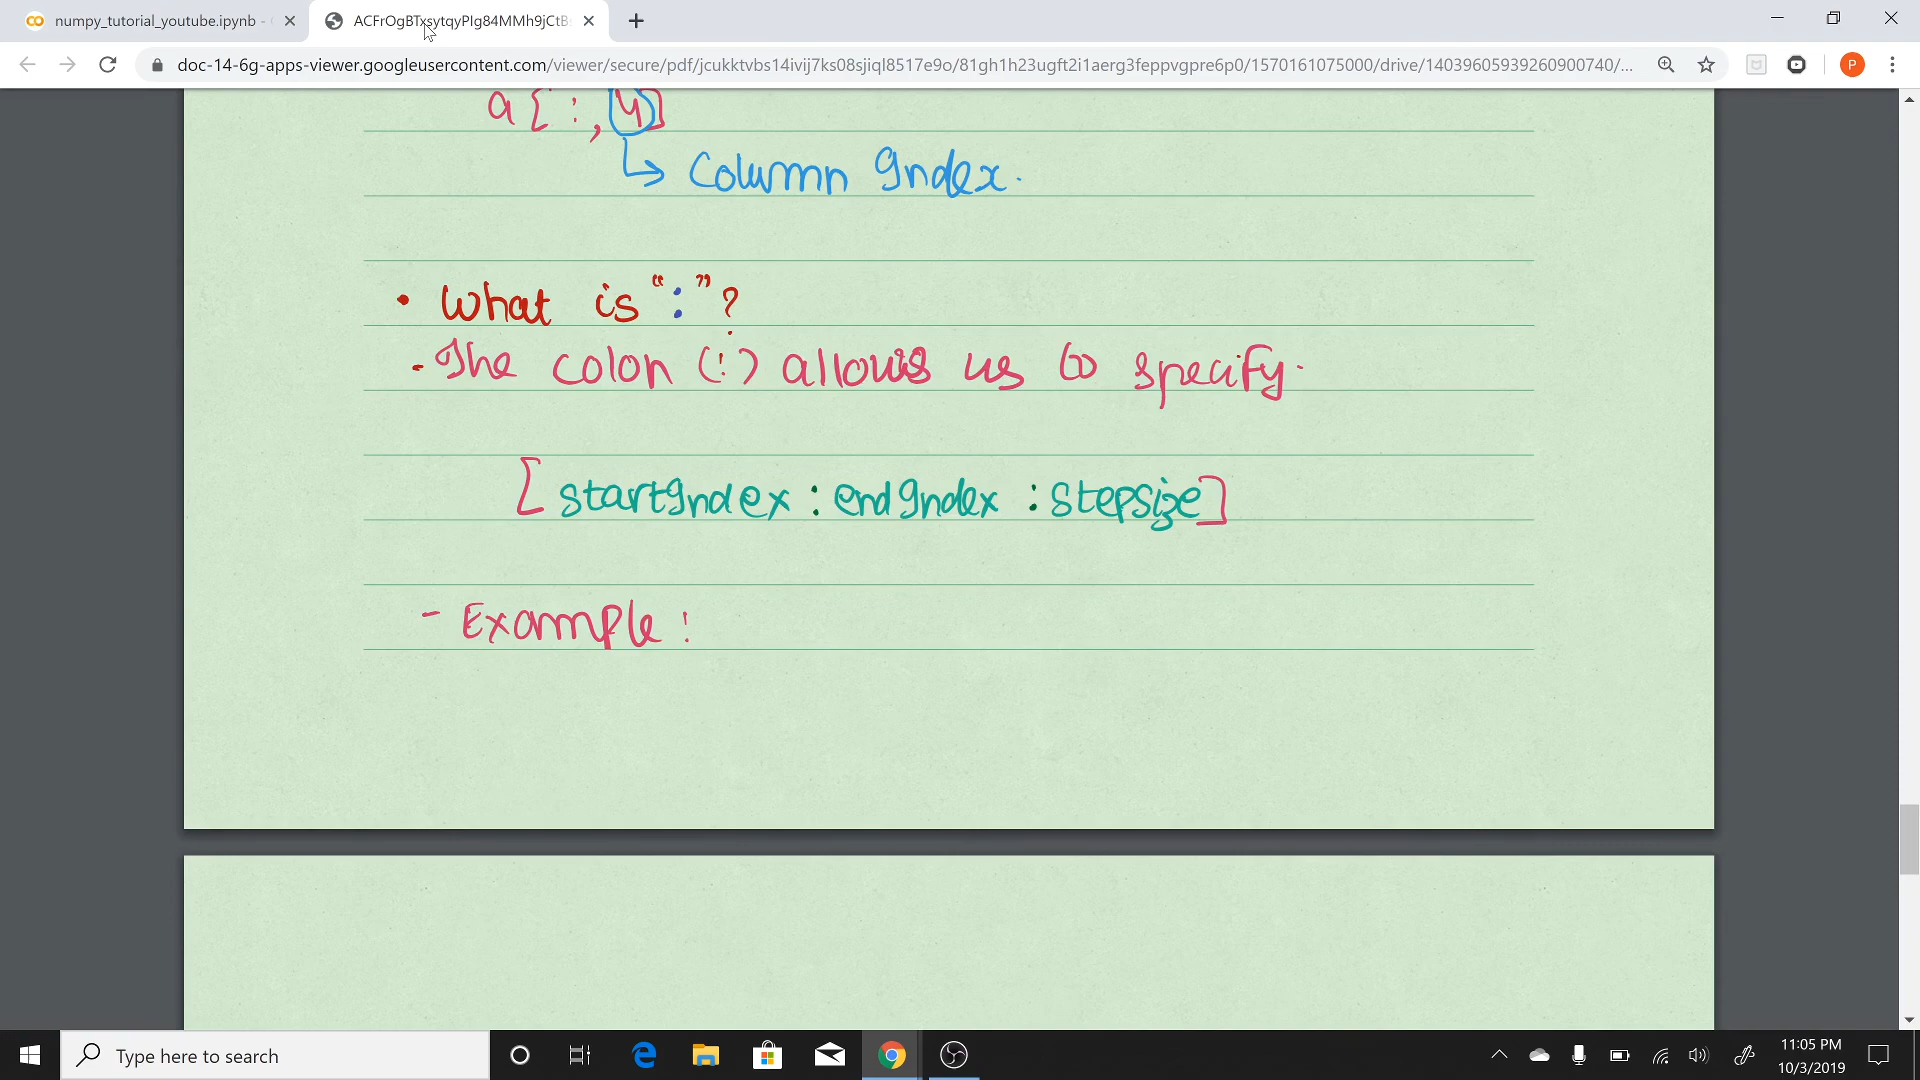 numpy_tutorial_youtube.ipynb -
ACFrOgBTxsytqyPIg84MMh9jCtB
doc-14-6g-apps-viewer.googleusercontent.com/viewer/secure/pdf/jcukktvbs14ivij7ks08sjiql8517e9o/81gh1h23ugft2i1aerg3feppvgpre6p0/1570161075000/drive/14039605939260900740/...
P
a[:,4]
↳ Column Index.
• What is ":"?
- The colon (:) allows us to specify.
[startIndex : endIndex : stepsize]
- Example:
Type here to search
11:05 PM
10/3/2019